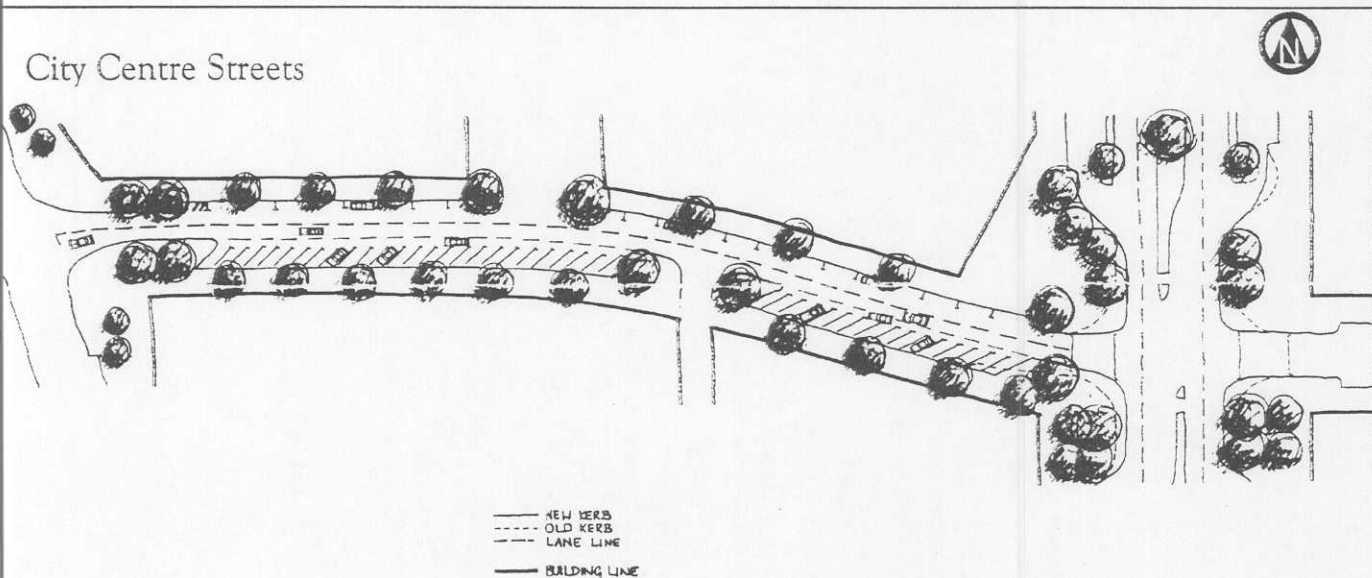 N
City Centre Streets
NEW KERB
OLD KERB
LANE LINE
BUILDING LINE